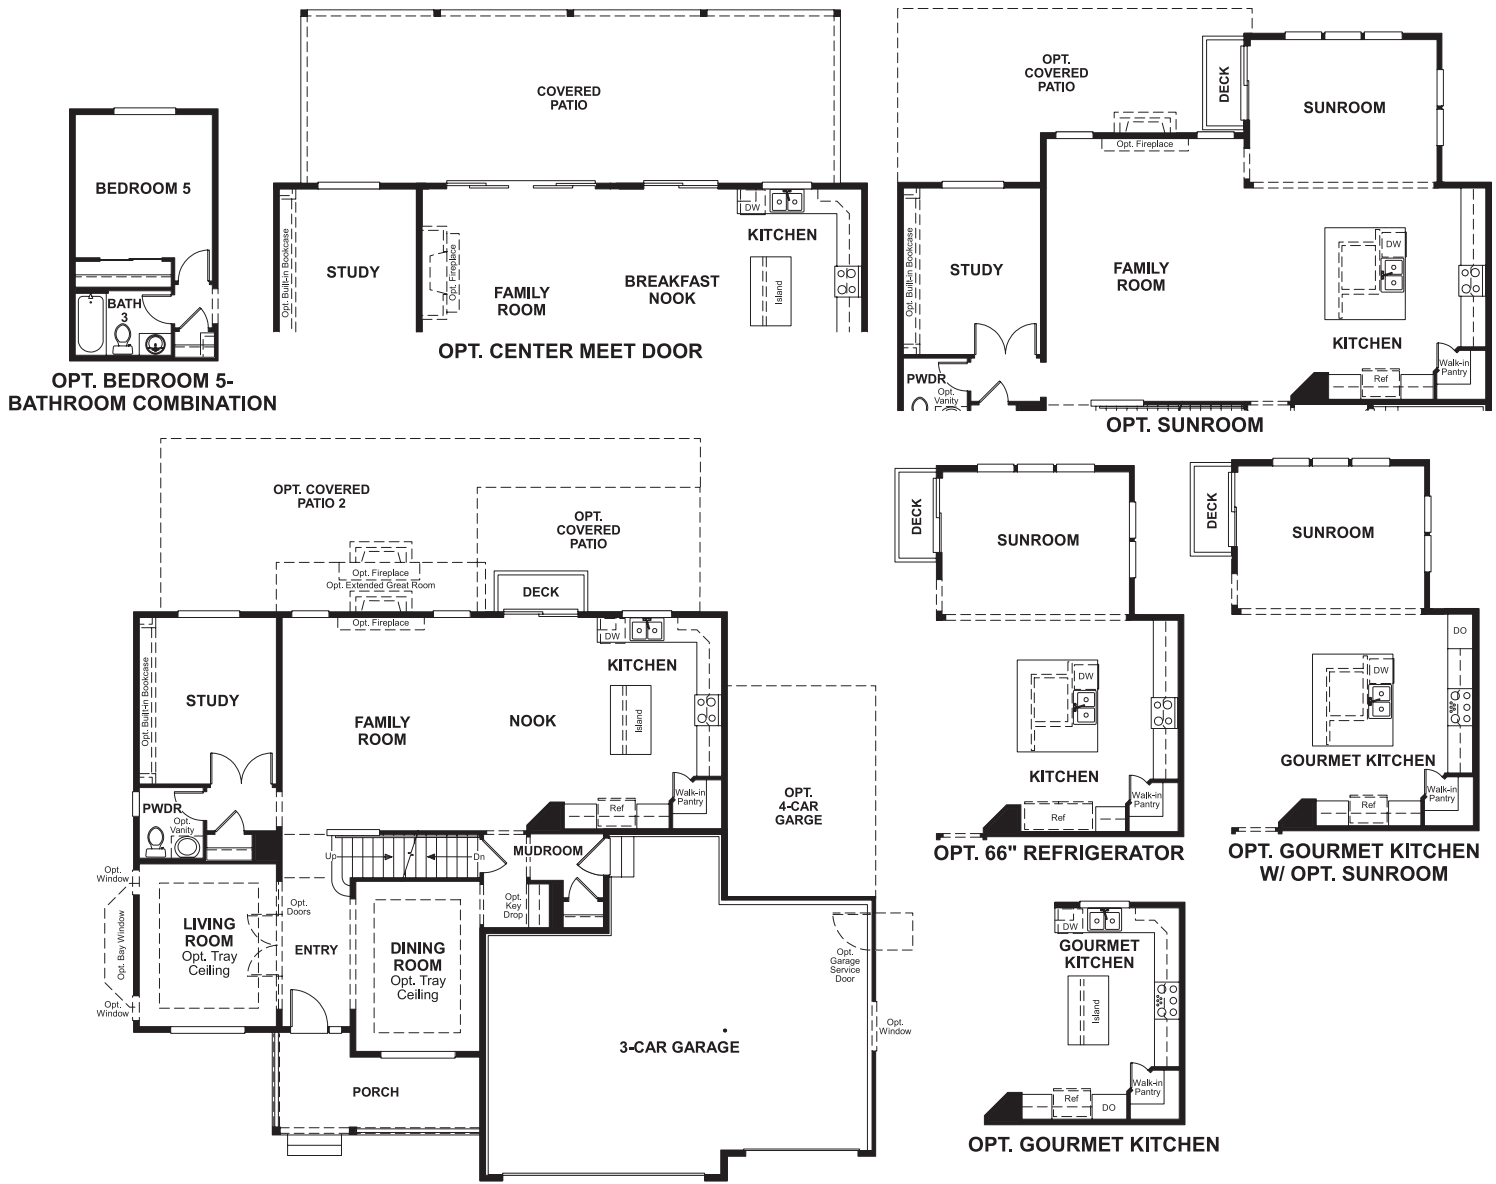 BEDROOM 5
BATH
3
OPT. BEDROOM 5-
BATHROOM COMBINATION
COVERED
PATIO
Opt. Built-in Bookcase
STUDY
Opt. Fireplace
FAMILY
ROOM
BREAKFAST
NOOK
DW
KITCHEN
Island
OPT. CENTER MEET DOOR
OPT.
COVERED
PATIO
DECK
SUNROOM
Opt. Fireplace
Opt. Built-in Bookcase
STUDY
FAMILY
ROOM
DW
KITCHEN
Walk-in
Pantry
Ref
PWDR
Opt.
Vanity
OPT. SUNROOM
OPT. COVERED
PATIO 2
OPT.
COVERED
PATIO
Opt. Fireplace
Opt. Extended Great Room
DECK
Opt. Fireplace
Opt. Built-in Bookcase
STUDY
FAMILY
ROOM
NOOK
DW
KITCHEN
Island
Walk-in
Pantry
Ref
OPT.
4-CAR
GARGE
PWDR
Opt.
Vanity
Up
Dn
MUDROOM
Opt.
Window
Opt. Bay Window
Opt.
Window
LIVING
ROOM
Opt. Tray
Ceiling
Opt.
Doors
ENTRY
DINING
ROOM
Opt. Tray
Ceiling
Opt.
Key
Drop
Opt.
Garage
Service
Door
Opt.
Window
3-CAR GARAGE
PORCH
DECK
SUNROOM
DW
KITCHEN
Walk-in
Pantry
Ref
OPT. 66" REFRIGERATOR
DECK
SUNROOM
DO
DW
GOURMET KITCHEN
Walk-in
Pantry
Ref
OPT. GOURMET KITCHEN
W/ OPT. SUNROOM
DW
GOURMET
KITCHEN
Island
Walk-in
Pantry
Ref
DO
OPT. GOURMET KITCHEN